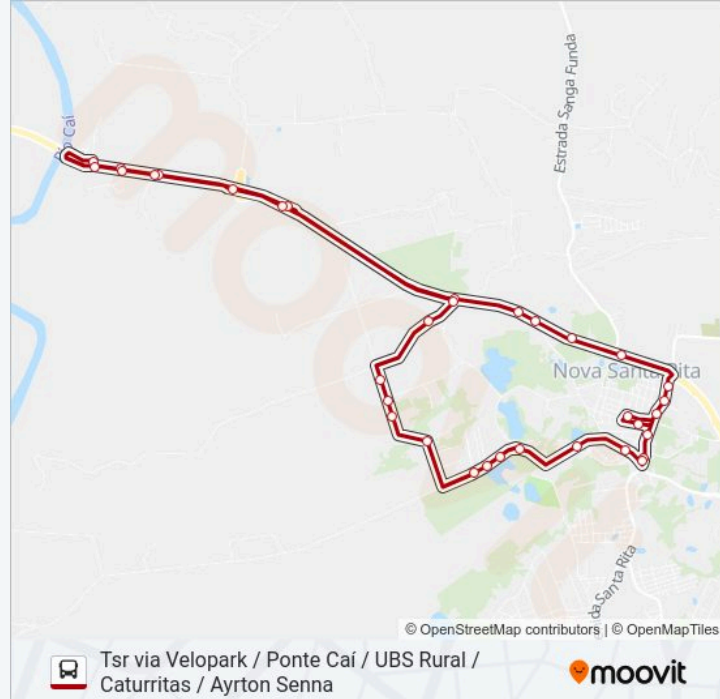 Rio Caí
Estrada Sanga Funda
Nova Santa Rita
da Santa Rita
© OpenStreetMap contributors | © OpenMapTiles
Tsr via Velopark / Ponte Caí / UBS Rural /
Caturritas / Ayrton Senna
moovit